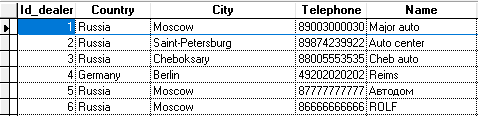 Id_dealer Country City Telephone Name
1 Russia Moscow 89003000030 Major auto
2 Russia Saint-Petersburg 89874239922 Auto center
3 Russia Cheboksary 88005553535 Cheb auto
4 Germany Berlin 49202020202 Reims
5 Russia Moscow 87777777777 Автодом
6 Russia Moscow 86666666666 ROLF